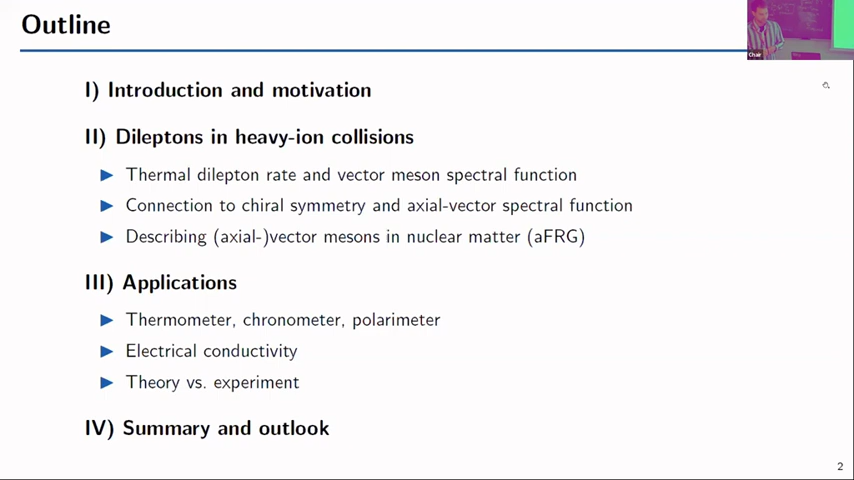 Outline
Chair
I) Introduction and motivation
II) Dileptons in heavy-ion collisions
▶ Thermal dilepton rate and vector meson spectral function
▶ Connection to chiral symmetry and axial-vector spectral function
▶ Describing (axial-)vector mesons in nuclear matter (aFRG)
III) Applications
▶ Thermometer, chronometer, polarimeter
▶ Electrical conductivity
▶ Theory vs. experiment
IV) Summary and outlook
2